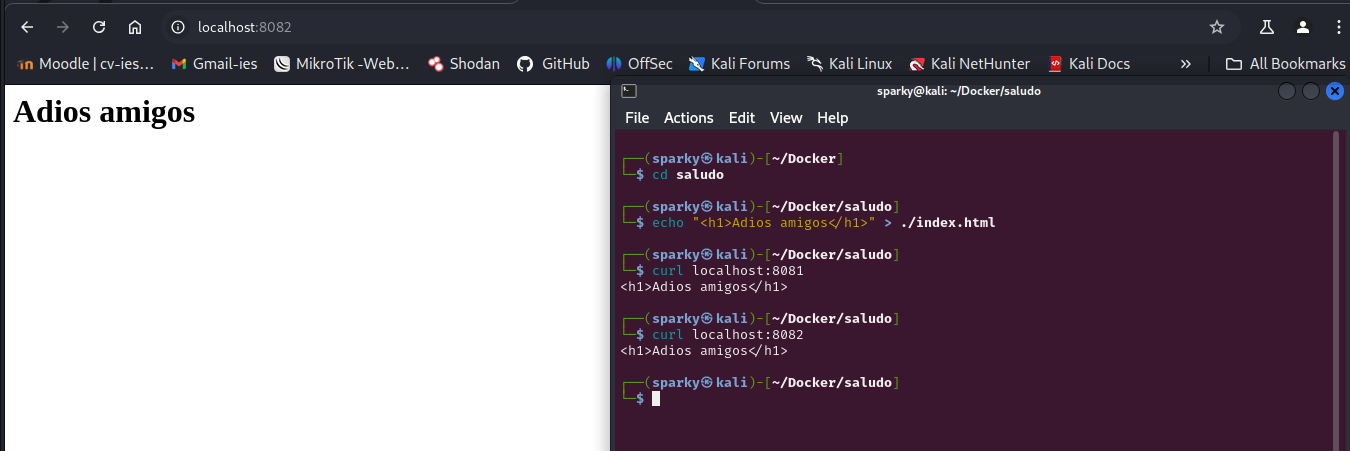 localhost:8082
Moodle | cv-ies… Gmail-ies MikroTik -Web… Shodan GitHub OffSec Kali Forums Kali Linux Kali NetHunter Kali Docs » All Bookmarks
Adios amigos
sparky@kali: ~/Docker/saludo
File Actions Edit View Help
┌──(sparky㉿kali)-[~/Docker]
└─$ cd saludo
┌──(sparky㉿kali)-[~/Docker/saludo]
└─$ echo "<h1>Adios amigos</h1>" > ./index.html
┌──(sparky㉿kali)-[~/Docker/saludo]
└─$ curl localhost:8081
<h1>Adios amigos</h1>
┌──(sparky㉿kali)-[~/Docker/saludo]
└─$ curl localhost:8082
<h1>Adios amigos</h1>
┌──(sparky㉿kali)-[~/Docker/saludo]
└─$